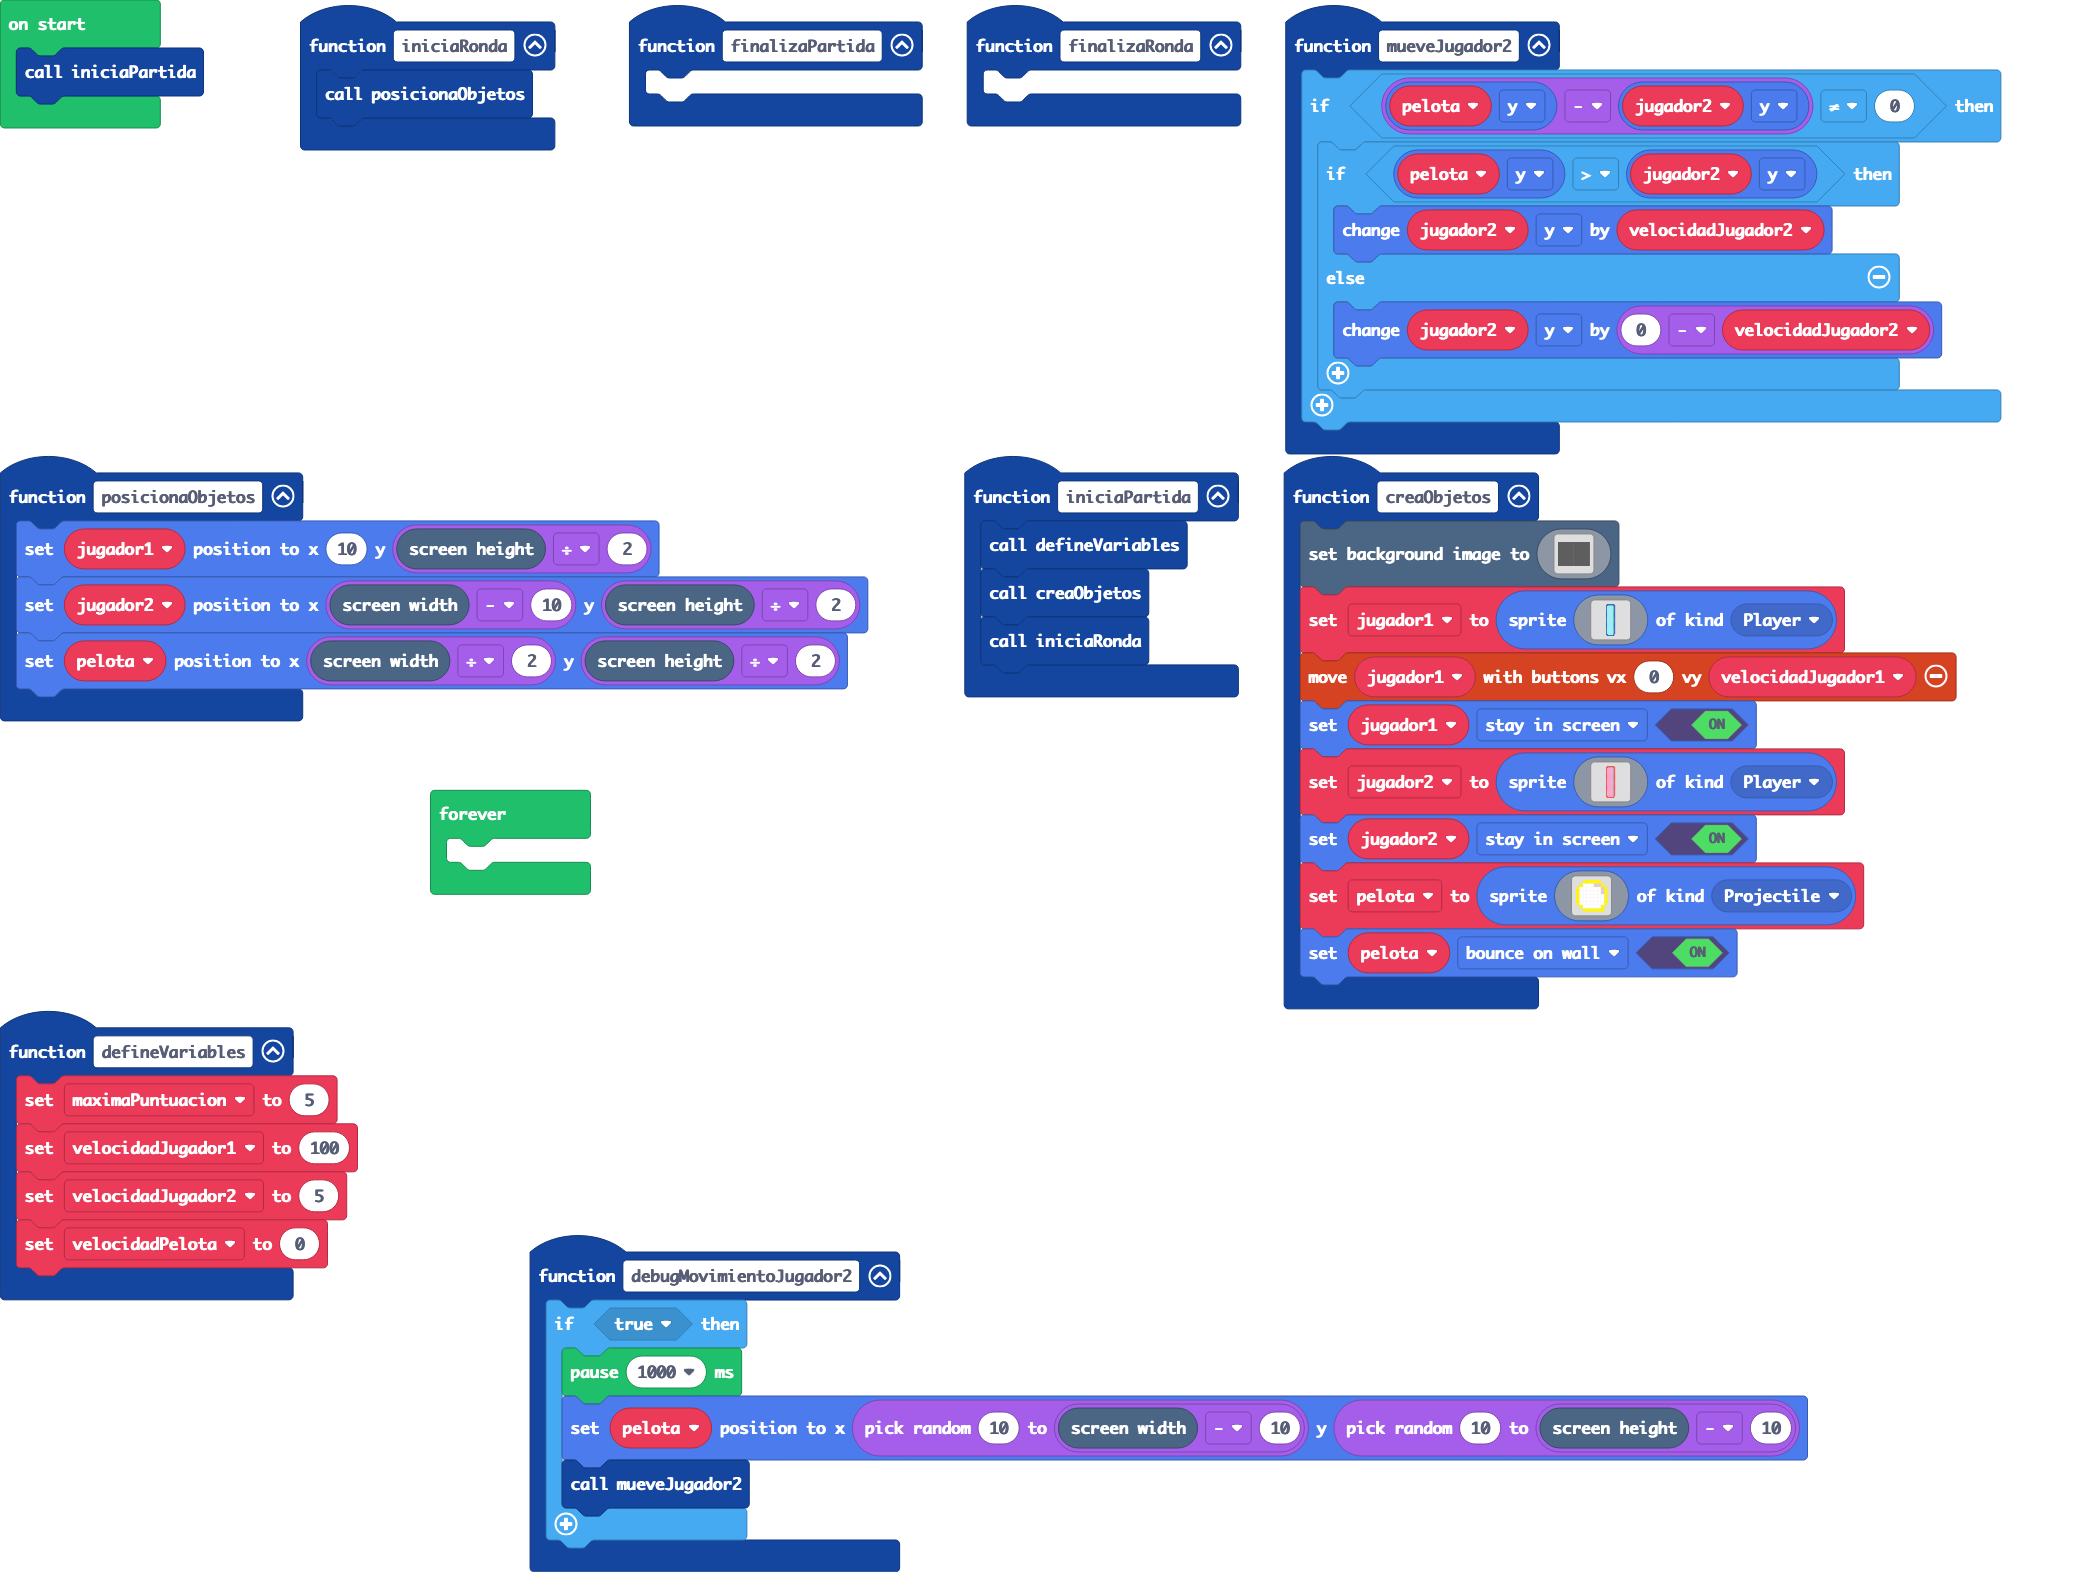 on start
call iniciaPartida
function iniciaRonda
call posicionaObjetos
function finalizaPartida
function finalizaRonda
function mueveJugador2
if pelota y - jugador2 y ≠ 0 then
if pelota y > jugador2 y then
change jugador2 y by velocidadJugador2
else
change jugador2 y by 0 - velocidadJugador2
function posicionaObjetos
set jugador1 position to x 10 y screen height ÷ 2
set jugador2 position to x screen width - 10 y screen height ÷ 2
set pelota position to x screen width ÷ 2 y screen height ÷ 2
function iniciaPartida
call defineVariables
call creaObjetos
call iniciaRonda
function creaObjetos
set background image to
set jugador1 to sprite of kind Player
move jugador1 with buttons vx 0 vy velocidadJugador1
set jugador1 stay in screen ON
set jugador2 to sprite of kind Player
set jugador2 stay in screen ON
set pelota to sprite of kind Projectile
set pelota bounce on wall ON
forever
function defineVariables
set maximaPuntuacion to 5
set velocidadJugador1 to 100
set velocidadJugador2 to 5
set velocidadPelota to 0
function debugMovimientoJugador2
if true then
pause 1000 ms
set pelota position to x pick random 10 to screen width - 10 y pick random 10 to screen height - 10
call mueveJugador2